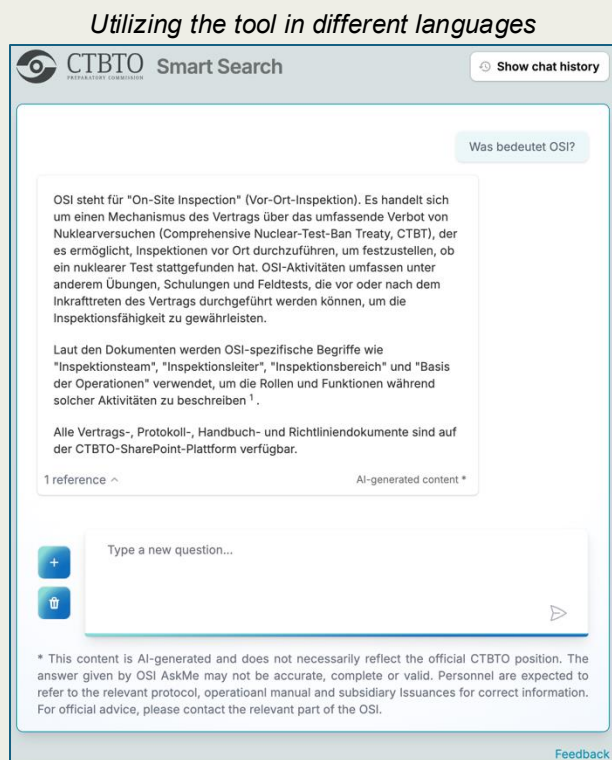 Utilizing the tool in different languages
CTBTO
PREPARATORY COMMISSION
Smart Search
Show chat history
Was bedeutet OSI?
OSI steht für "On-Site Inspection" (Vor-Ort-Inspektion). Es handelt sich
um einen Mechanismus des Vertrags über das umfassende Verbot von
Nuklearversuchen (Comprehensive Nuclear-Test-Ban Treaty, CTBT), der
es ermöglicht, Inspektionen vor Ort durchzuführen, um festzustellen, ob
ein nuklearer Test stattgefunden hat. OSI-Aktivitäten umfassen unter
anderem Übungen, Schulungen und Feldtests, die vor oder nach dem
Inkrafttreten des Vertrags durchgeführt werden können, um die
Inspektionsfähigkeit zu gewährleisten.
Laut den Dokumenten werden OSI-spezifische Begriffe wie
"Inspektionsteam", "Inspektionsleiter", "Inspektionsbereich" und "Basis
der Operationen" verwendet, um die Rollen und Funktionen während
solcher Aktivitäten zu beschreiben 1 .
Alle Vertrags-, Protokoll-, Handbuch- und Richtliniendokumente sind auf
der CTBTO-SharePoint-Plattform verfügbar.
1 reference
AI-generated content *
Type a new question...
* This content is AI-generated and does not necessarily reflect the official CTBTO position. The
answer given by OSI AskMe may not be accurate, complete or valid. Personnel are expected to
refer to the relevant protocol, operatioanl manual and subsidiary Issuances for correct information.
For official advice, please contact the relevant part of the OSI.
Feedback